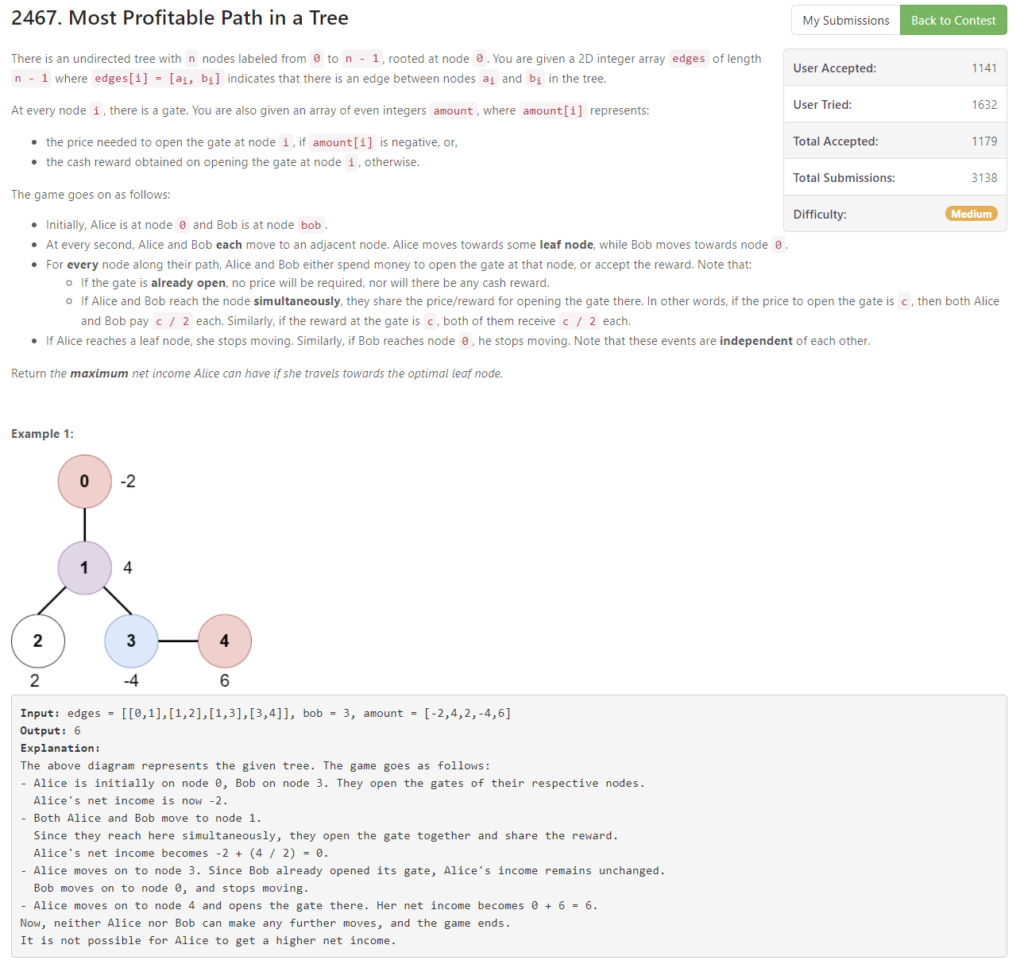 2467. Most Profitable Path in a Tree
My Submissions
Back to Contest
There is an undirected tree with n nodes labeled from 0 to n - 1, rooted at node 0. You are given a 2D integer array edges of length
n - 1 where edges[i] = [aᵢ, bᵢ] indicates that there is an edge between nodes aᵢ and bᵢ in the tree.
At every node i, there is a gate. You are also given an array of even integers amount, where amount[i] represents:
• the price needed to open the gate at node i, if amount[i] is negative, or,
• the cash reward obtained on opening the gate at node i, otherwise.
The game goes on as follows:
• Initially, Alice is at node 0 and Bob is at node bob.
• At every second, Alice and Bob each move to an adjacent node. Alice moves towards some leaf node, while Bob moves towards node 0.
• For every node along their path, Alice and Bob either spend money to open the gate at that node, or accept the reward. Note that:
◦ If the gate is already open, no price will be required, nor will there be any cash reward.
◦ If Alice and Bob reach the node simultaneously, they share the price/reward for opening the gate there. In other words, if the price to open the gate is c, then both Alice
and Bob pay c / 2 each. Similarly, if the reward at the gate is c, both of them receive c / 2 each.
• If Alice reaches a leaf node, she stops moving. Similarly, if Bob reaches node 0, he stops moving. Note that these events are independent of each other.
Return the maximum net income Alice can have if she travels towards the optimal leaf node.
User Accepted: 1141
User Tried: 1632
Total Accepted: 1179
Total Submissions: 3138
Difficulty: Medium
Example 1:
0 -2
1 4
2 3 4
2 -4 6
Input: edges = [[0,1],[1,2],[1,3],[3,4]], bob = 3, amount = [-2,4,2,-4,6]
Output: 6
Explanation:
The above diagram represents the given tree. The game goes as follows:
- Alice is initially on node 0, Bob on node 3. They open the gates of their respective nodes.
Alice's net income is now -2.
- Both Alice and Bob move to node 1.
Since they reach here simultaneously, they open the gate together and share the reward.
Alice's net income becomes -2 + (4 / 2) = 0.
- Alice moves on to node 3. Since Bob already opened its gate, Alice's income remains unchanged.
Bob moves on to node 0, and stops moving.
- Alice moves on to node 4 and opens the gate there. Her net income becomes 0 + 6 = 6.
Now, neither Alice nor Bob can make any further moves, and the game ends.
It is not possible for Alice to get a higher net income.